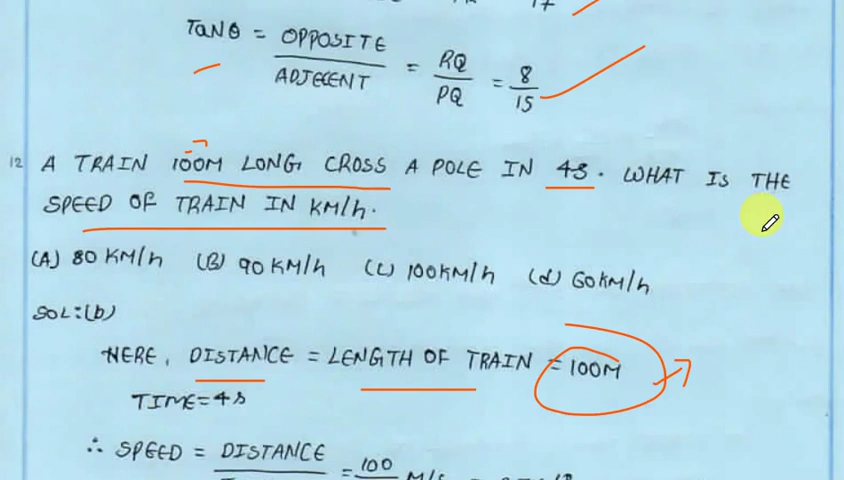 17
TANθ = OPPOSITE / ADJECENT = RQ / PQ = 8 / 15
12 A TRAIN 100M LONG CROSS A POLE IN 4S. WHAT IS THE
SPEED OF TRAIN IN KM/h.
(A) 80 KM/h (B) 90 KM/h (C) 100KM/h (d) 60KM/h
SOL:(b)
HERE, DISTANCE = LENGTH OF TRAIN = 100M
TIME=4S
∴ SPEED = DISTANCE = 100 M/S